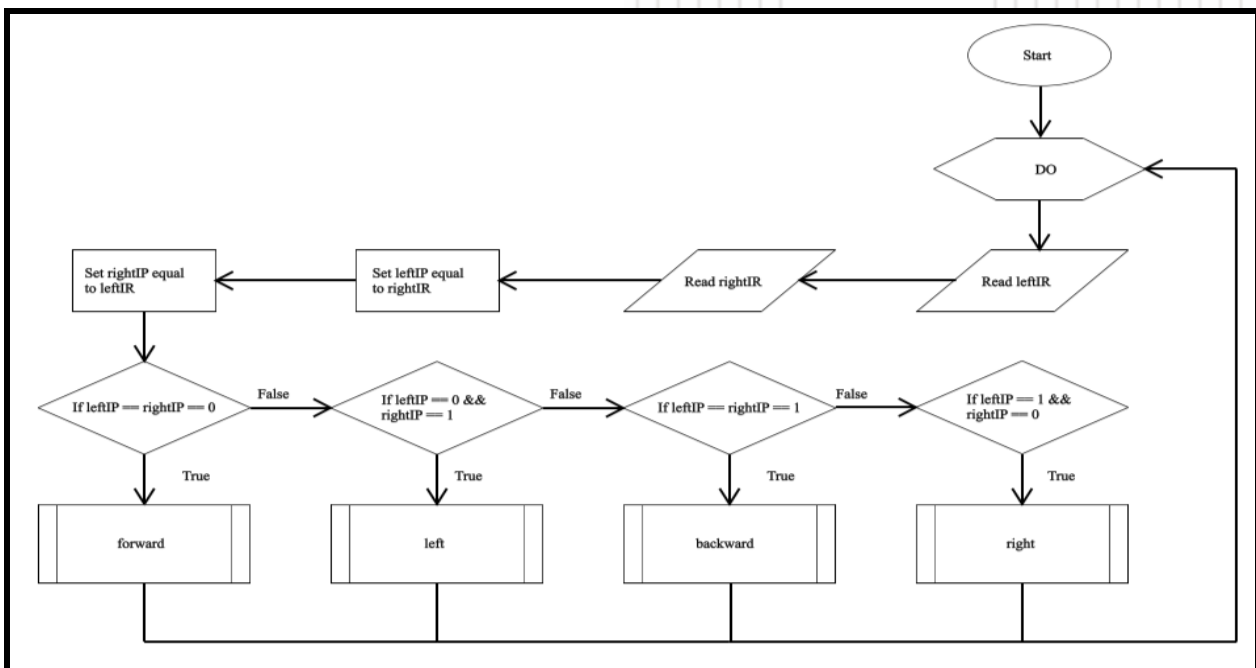 Start
DO
Read leftIR
Read rightIR
Set leftIP equal
to rightIR
Set rightIP equal
to leftIR
If leftIP == rightIP == 0
False
If leftIP == 0 &&
rightIP == 1
False
If leftIP == rightIP == 1
False
If leftIP == 1 &&
rightIP == 0
True
True
True
True
forward
left
backward
right